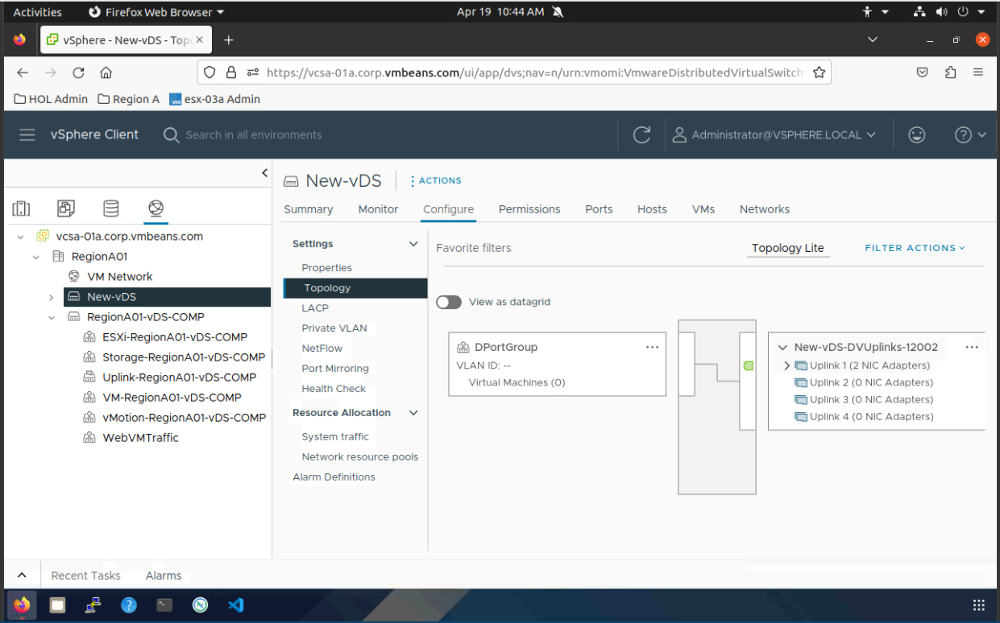 Activities
Firefox Web Browser
Apr 19 10:44 AM
vSphere - New-vDS - Top
https://vcsa-01a.corp.vmbeans.com/ui/app/dvs;nav=n/urn:vmomi:VmwareDistributedVirtualSwitch:
HOL Admin
Region A
vm
esx-03a Admin
vSphere Client
Search in all environments
Administrator@VSPHERE.LOCAL
New-vDS
ACTIONS
Summary
Monitor
Configure
Permissions
Ports
Hosts
VMs
Networks
vcsa-01a.corp.vmbeans.com
RegionA01
VM Network
New-vDS
RegionA01-vDS-COMP
ESXi-RegionA01-vDS-COMP
Storage-RegionA01-vDS-COMP
Uplink-RegionA01-vDS-COMP
VM-RegionA01-vDS-COMP
vMotion-RegionA01-vDS-COMP
WebVMTraffic
Settings
Properties
Topology
LACP
Private VLAN
NetFlow
Port Mirroring
Health Check
Resource Allocation
System traffic
Network resource pools
Alarm Definitions
Favorite filters
Topology Lite
FILTER ACTIONS
View as datagrid
DPortGroup
VLAN ID: --
Virtual Machines (0)
New-vDS-DVUplinks-12002
Uplink 1 (2 NIC Adapters)
Uplink 2 (0 NIC Adapters)
Uplink 3 (0 NIC Adapters)
Uplink 4 (0 NIC Adapters)
Recent Tasks
Alarms